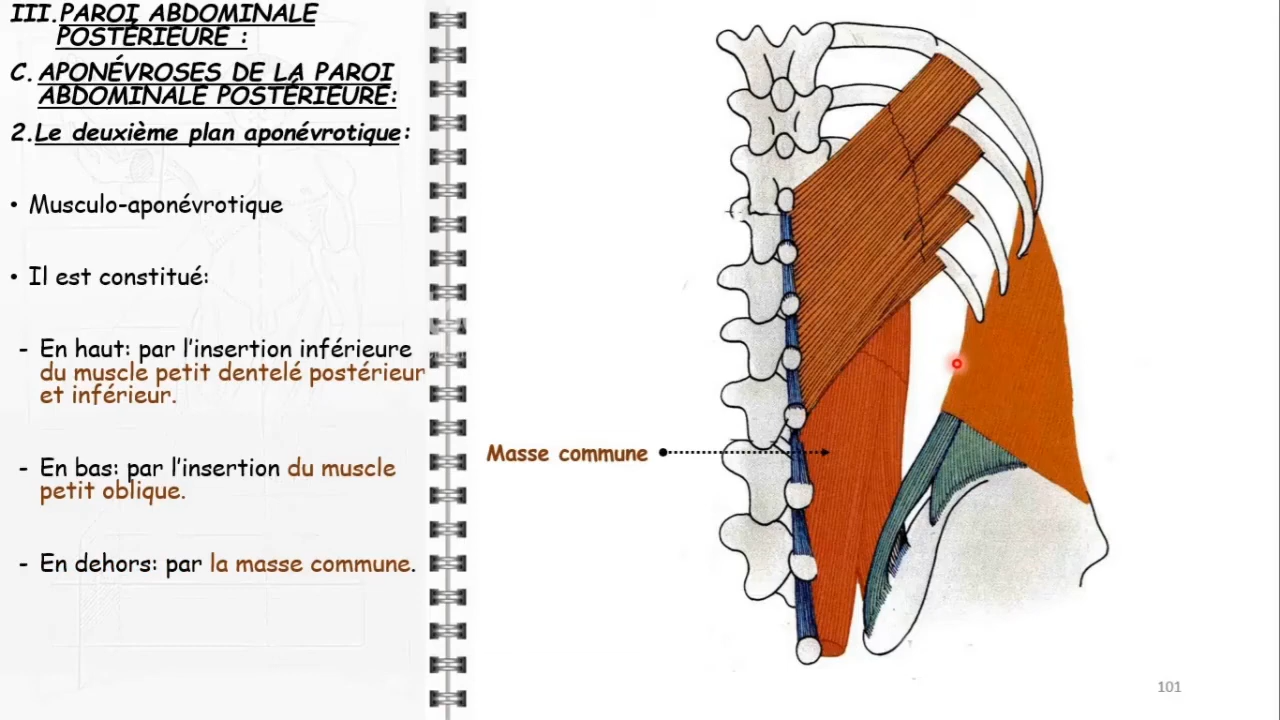 III. PAROI ABDOMINALE
POSTÉRIEURE :
C. APONÉVROSES DE LA PAROI
ABDOMINALE POSTÉRIEURE:
2. Le deuxième plan aponévrotique:
• Musculo-aponévrotique
• Il est constitué:
- En haut: par l'insertion inférieure
du muscle petit dentelé postérieur
et inférieur.
- En bas: par l'insertion du muscle
petit oblique.
- En dehors: par la masse commune.
Masse commune
101